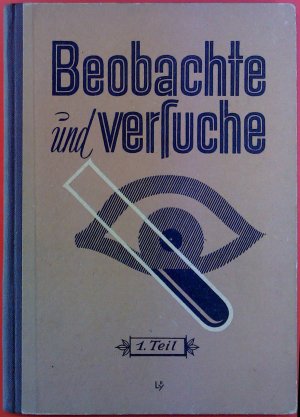 Beobachte
und verſuche
1. Teil